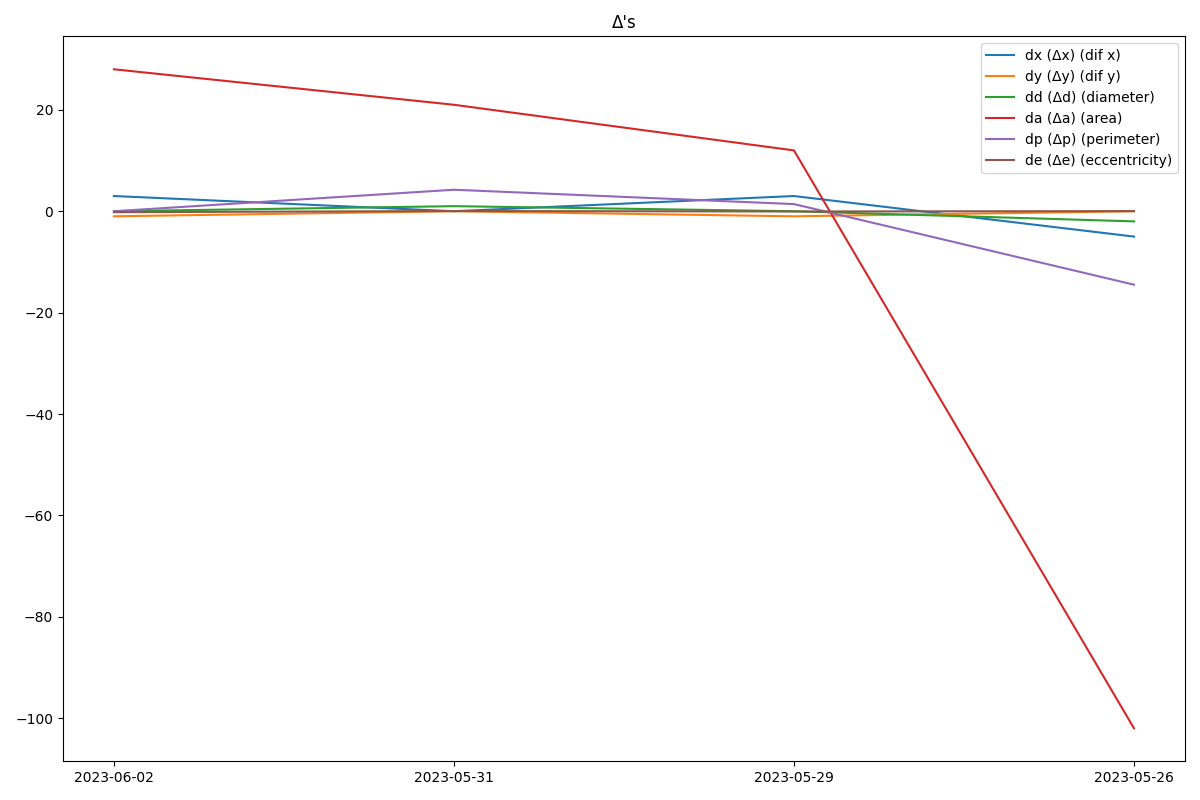 Δ's
dx (Δx) (dif x)
dy (Δy) (dif y)
dd (Δd) (diameter)
da (Δa) (area)
dp (Δp) (perimeter)
de (Δe) (eccentricity)
20
0
−20
−40
−60
−80
−100
2023-06-02 2023-05-31 2023-05-29 2023-05-26